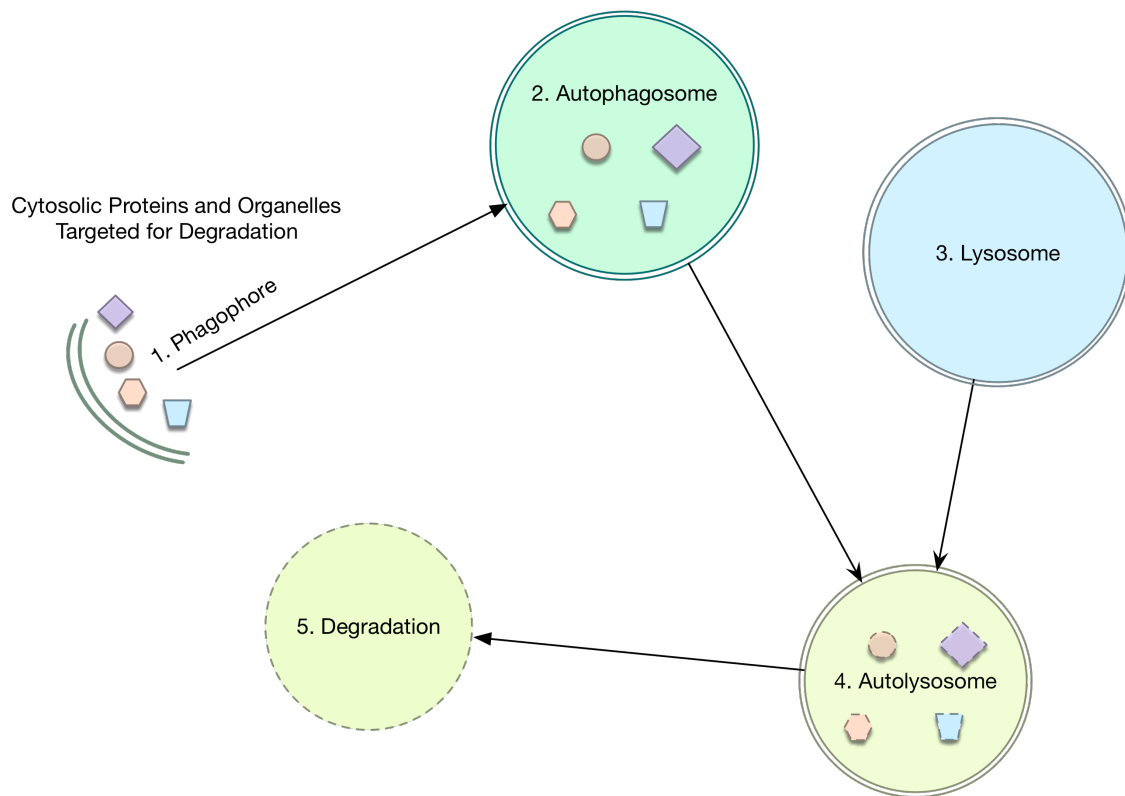 Cytosolic Proteins and Organelles
Targeted for Degradation
1. Phagophore
2. Autophagosome
3. Lysosome
4. Autolysosome
5. Degradation